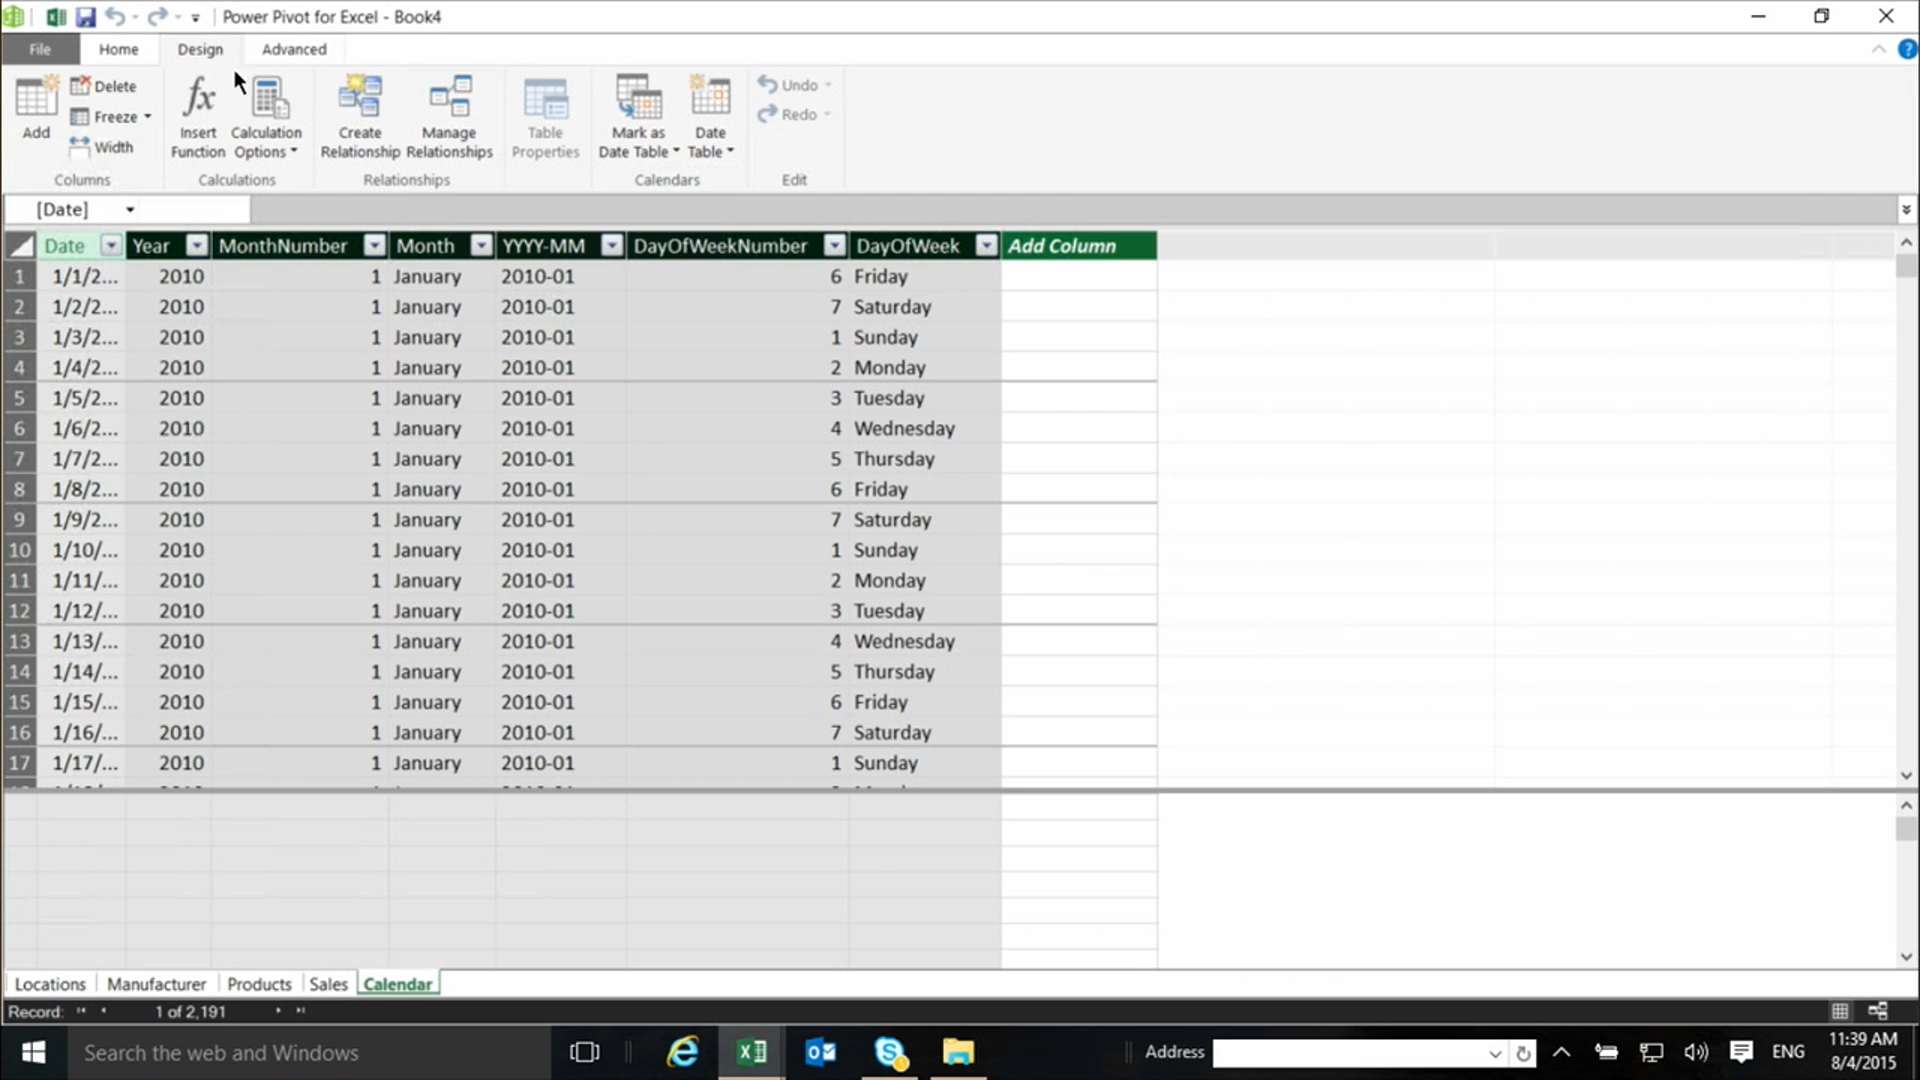 Power Pivot for Excel - Book4
File Home Design Advanced
Add
Delete
Freeze
Width
Columns
Insert Function
Calculation Options
Calculations
Create Relationship
Manage Relationships
Relationships
Table Properties
Mark as Date Table
Date Table
Calendars
Undo
Redo
Edit
[Date]
Date Year MonthNumber Month YYYY-MM DayOfWeekNumber DayOfWeek Add Column
1 1/1/2... 2010 1 January 2010-01 6 Friday
2 1/2/2... 2010 1 January 2010-01 7 Saturday
3 1/3/2... 2010 1 January 2010-01 1 Sunday
4 1/4/2... 2010 1 January 2010-01 2 Monday
5 1/5/2... 2010 1 January 2010-01 3 Tuesday
6 1/6/2... 2010 1 January 2010-01 4 Wednesday
7 1/7/2... 2010 1 January 2010-01 5 Thursday
8 1/8/2... 2010 1 January 2010-01 6 Friday
9 1/9/2... 2010 1 January 2010-01 7 Saturday
10 1/10/... 2010 1 January 2010-01 1 Sunday
11 1/11/... 2010 1 January 2010-01 2 Monday
12 1/12/... 2010 1 January 2010-01 3 Tuesday
13 1/13/... 2010 1 January 2010-01 4 Wednesday
14 1/14/... 2010 1 January 2010-01 5 Thursday
15 1/15/... 2010 1 January 2010-01 6 Friday
16 1/16/... 2010 1 January 2010-01 7 Saturday
17 1/17/... 2010 1 January 2010-01 1 Sunday
Locations Manufacturer Products Sales Calendar
Record: 1 of 2,191
Search the web and Windows
Address
ENG
11:39 AM
8/4/2015